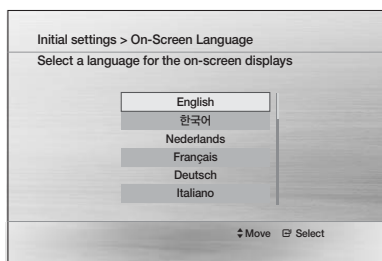 Initial settings > On-Screen Language
Select a language for the on-screen displays
English
한국어
Nederlands
Français
Deutsch
Italiano
Move Select